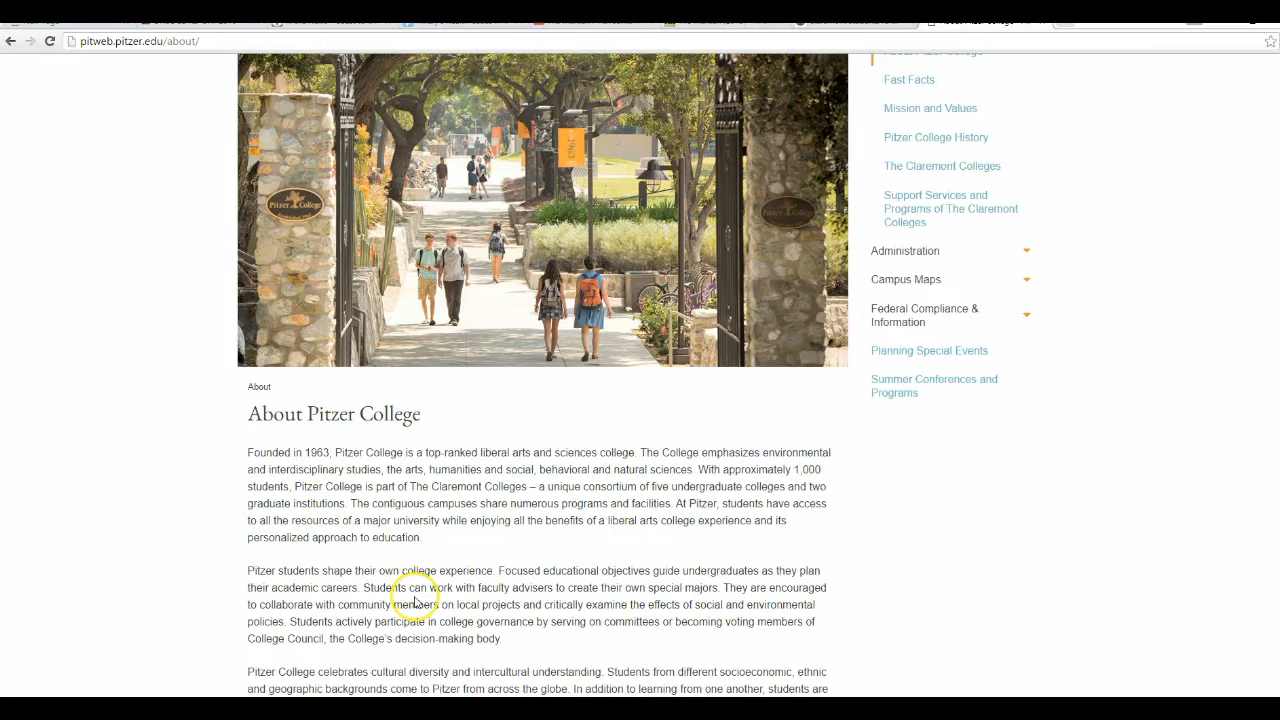 pitweb.pitzer.edu/about/
About Pitzer College
Fast Facts
Mission and Values
Pitzer College History
The Claremont Colleges
Support Services and
Programs of The Claremont
Colleges
Administration
Campus Maps
Federal Compliance &
Information
Planning Special Events
Summer Conferences and
Programs
1963
Pitzer College
Pitzer College
About
About Pitzer College
Founded in 1963, Pitzer College is a top-ranked liberal arts and sciences college. The College emphasizes environmental
and interdisciplinary studies, the arts, humanities and social, behavioral and natural sciences. With approximately 1,000
students, Pitzer College is part of The Claremont Colleges – a unique consortium of five undergraduate colleges and two
graduate institutions. The contiguous campuses share numerous programs and facilities. At Pitzer, students have access
to all the resources of a major university while enjoying all the benefits of a liberal arts college experience and its
personalized approach to education.
Pitzer students shape their own college experience. Focused educational objectives guide undergraduates as they plan
their academic careers. Students can work with faculty advisers to create their own special majors. They are encouraged
to collaborate with community members on local projects and critically examine the effects of social and environmental
policies. Students actively participate in college governance by serving on committees or becoming voting members of
College Council, the College's decision-making body.
Pitzer College celebrates cultural diversity and intercultural understanding. Students from different socioeconomic, ethnic
and geographic backgrounds come to Pitzer from across the globe. In addition to learning from one another, students are